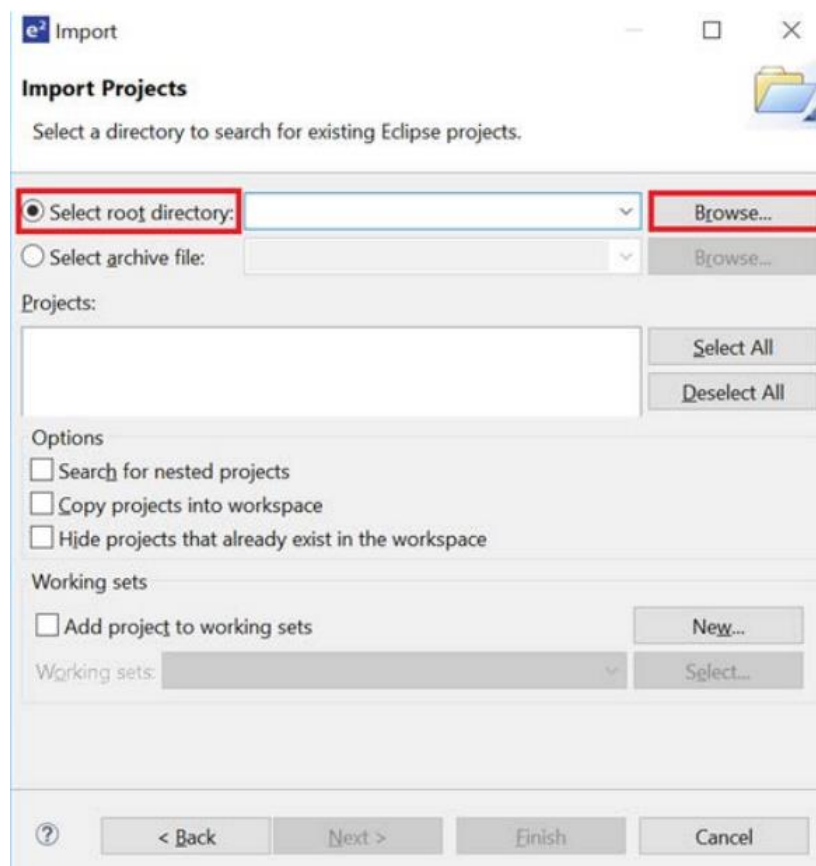 e² Import
Import Projects
Select a directory to search for existing Eclipse projects.
Select root directory: Browse...
Select archive file: Browse...
Projects:
Select All
Deselect All
Options
Search for nested projects
Copy projects into workspace
Hide projects that already exist in the workspace
Working sets
Add project to working sets New...
Working sets: Select...
? < Back Next > Finish Cancel